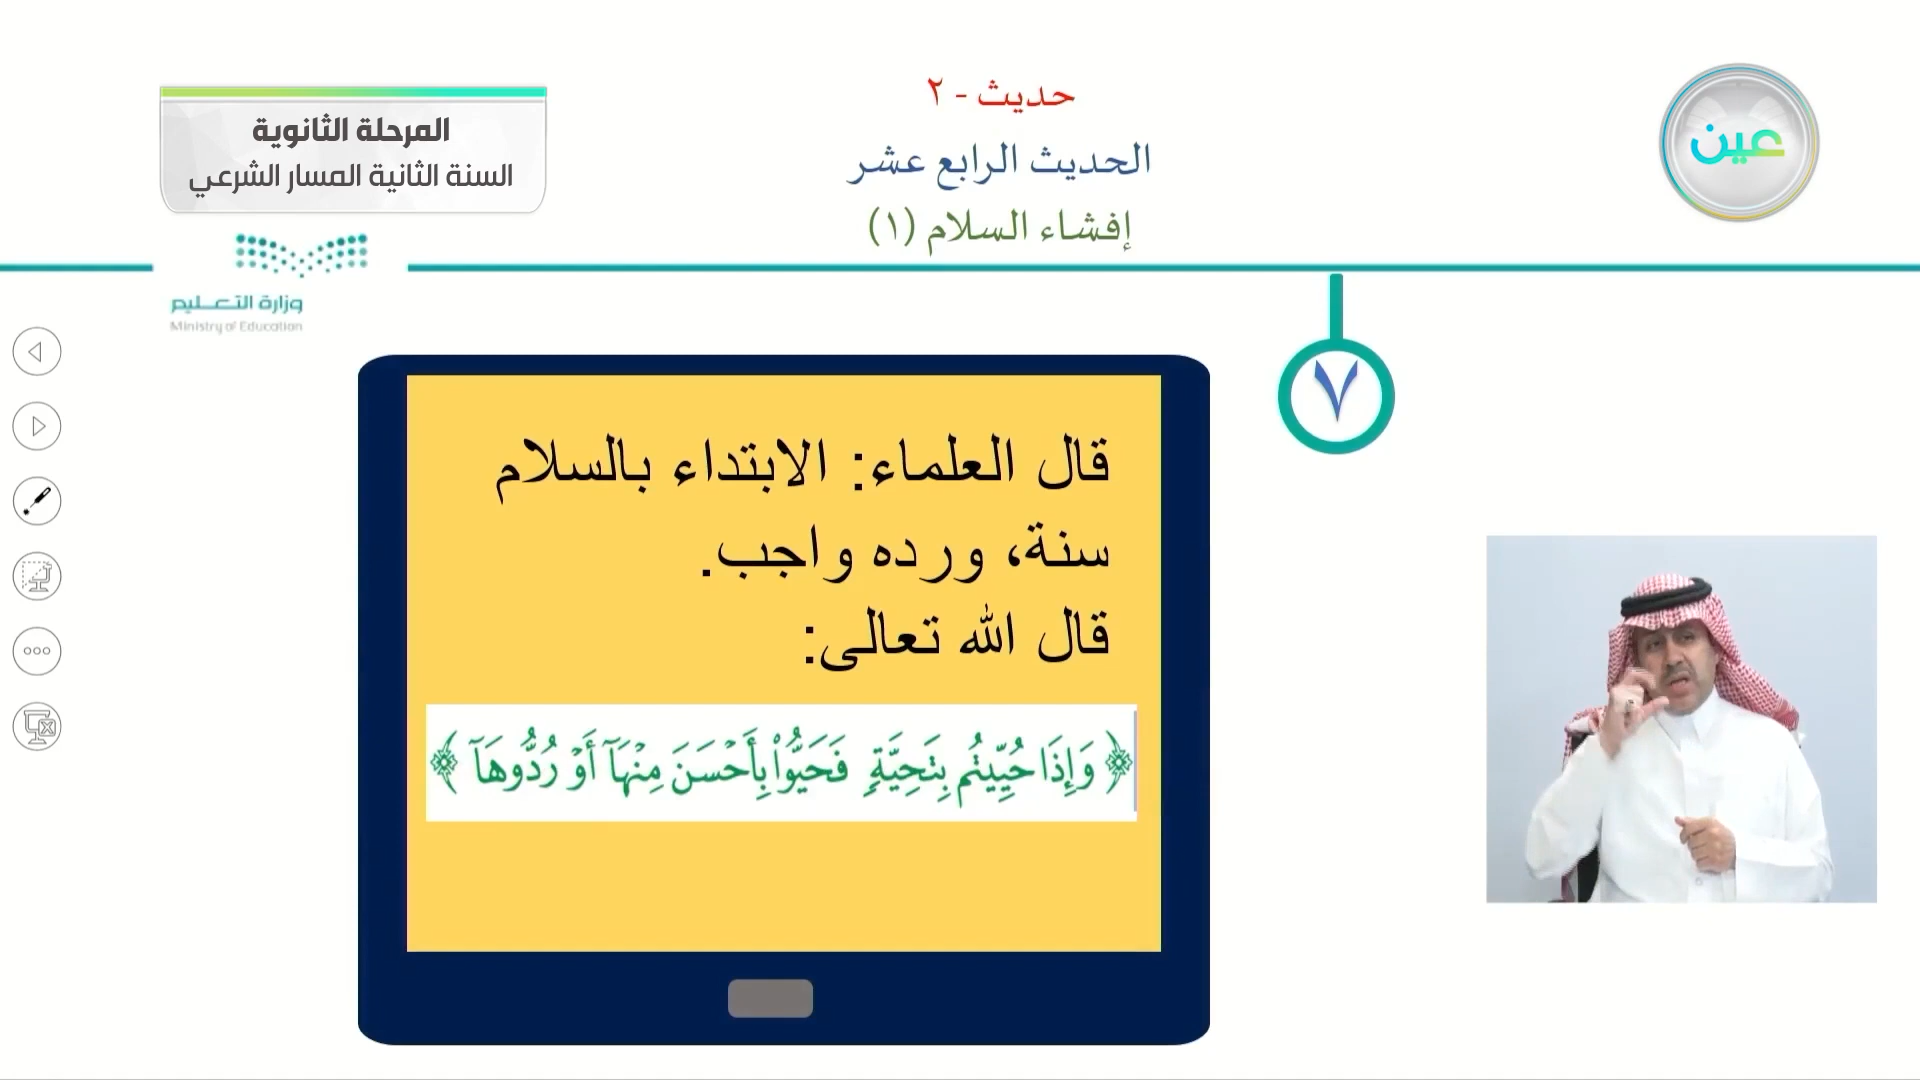 حديث - ٢
الحديث الرابع عشر
إفشاء السلام (١)
عين
المرحلة الثانوية
السنة الثانية المسار الشرعي
وزارة التعليم
Ministry of Education
٧
قال العلماء: الابتداء بالسلام
سنة، ورده واجب.
قال الله تعالى:
﴿ وَإِذَا حُيِّيتُم بِتَحِيَّةٍ فَحَيُّوا۟ بِأَحْسَنَ مِنْهَآ أَوْ رُدُّوهَآ ﴾